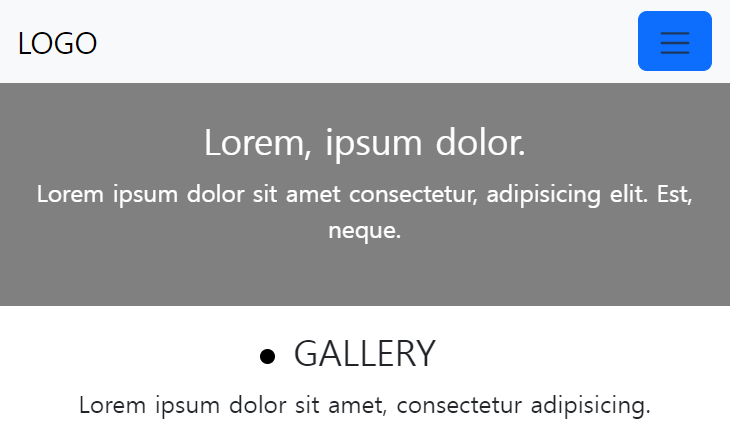 LOGO
Lorem, ipsum dolor.
Lorem ipsum dolor sit amet consectetur, adipisicing elit. Est,
neque.
● GALLERY
Lorem ipsum dolor sit amet, consectetur adipisicing.